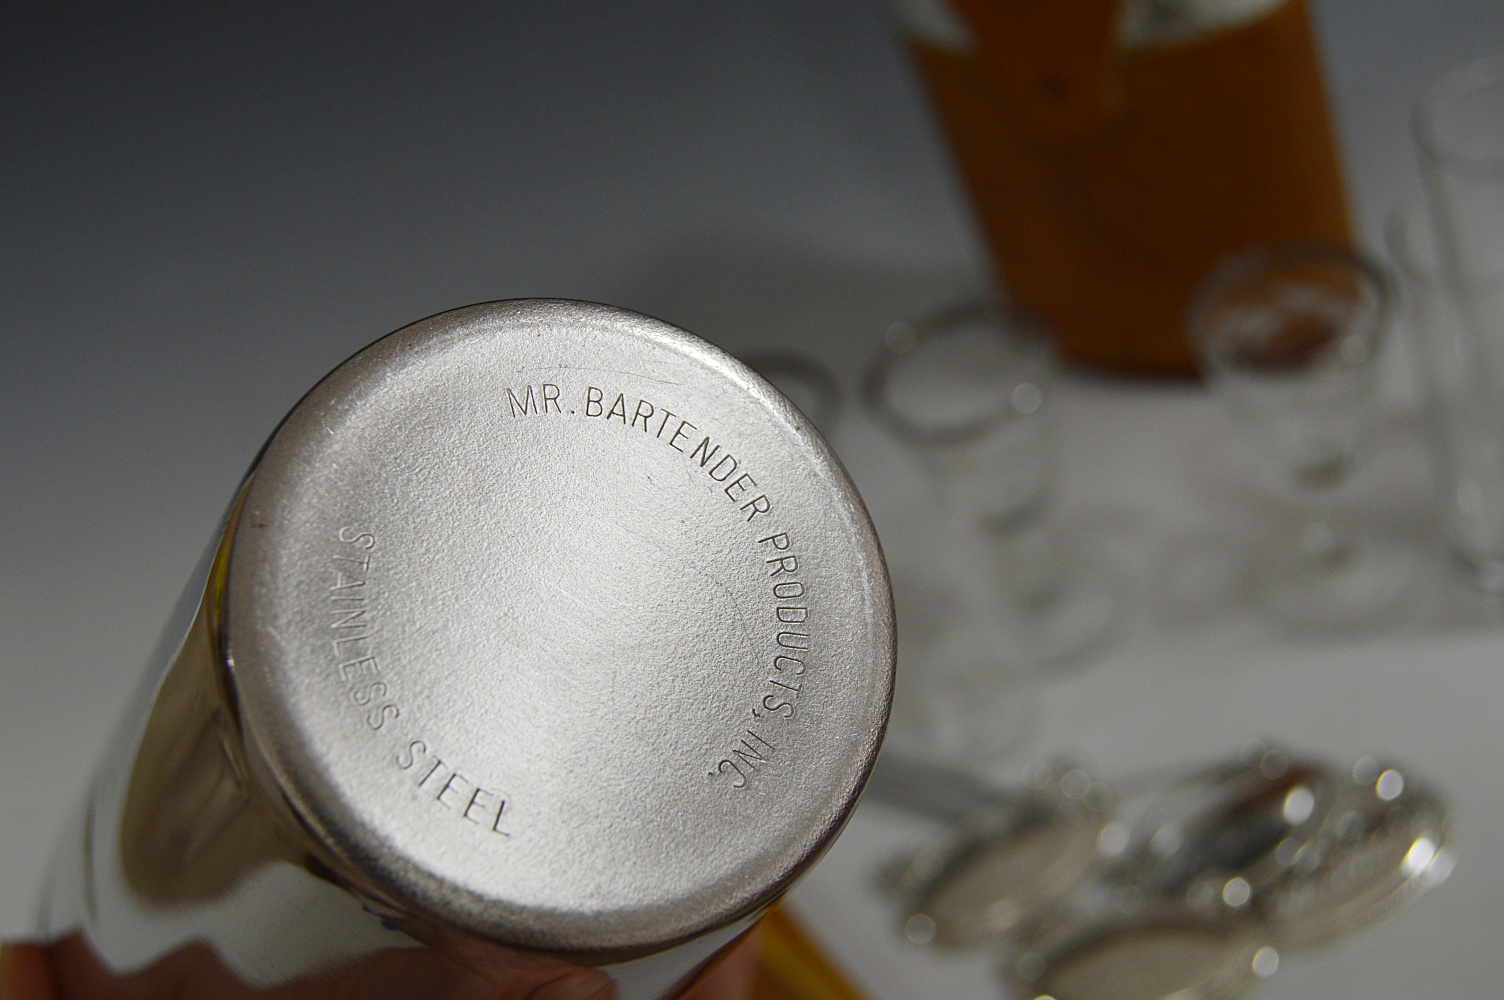 MR. BARTENDER PRODUCTS, INC.
STAINLESS STEEL